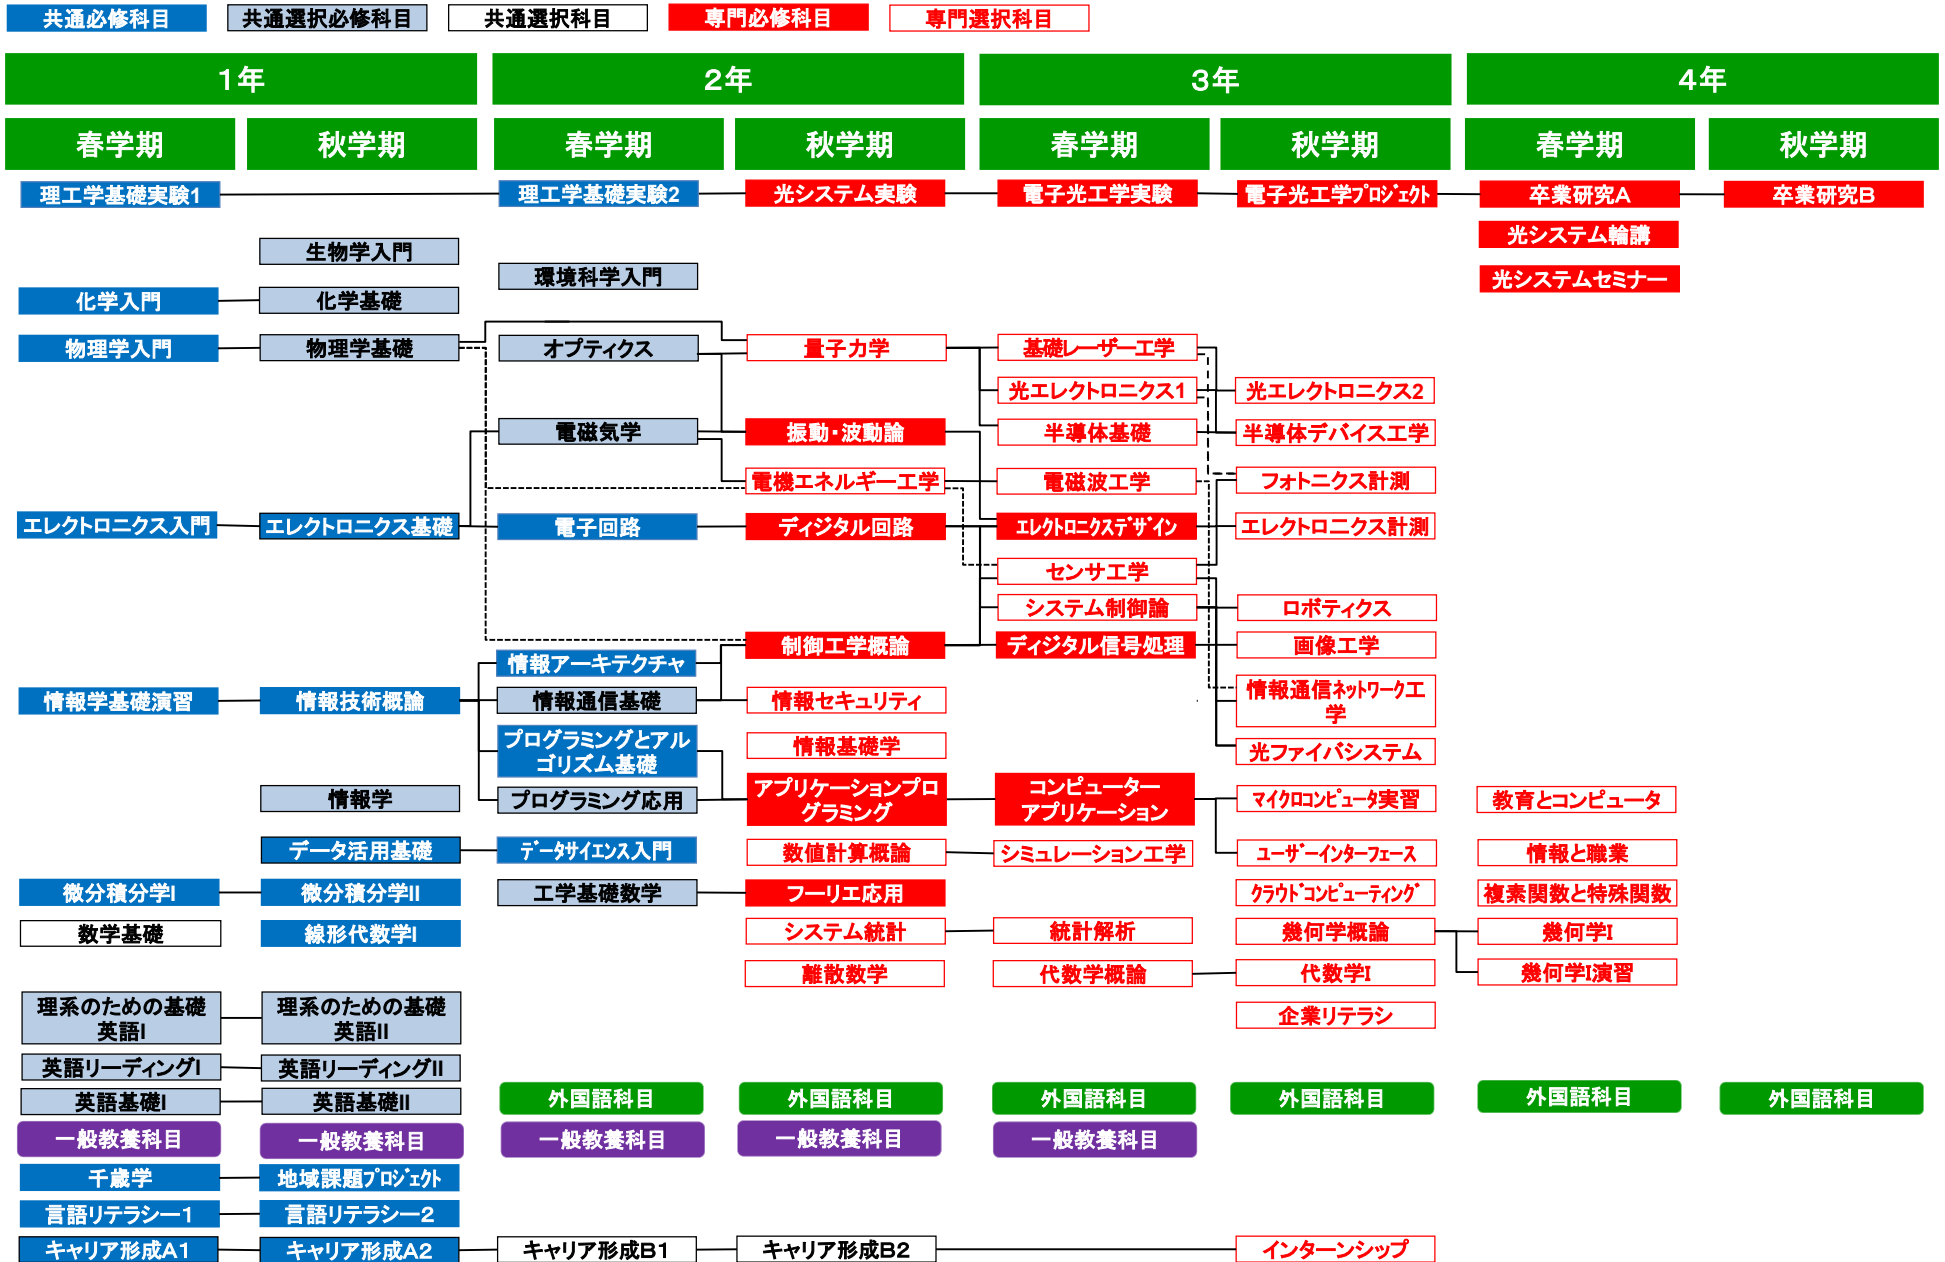 共通必修科目 共通選択必修科目 共通選択科目 専門必修科目 専門選択科目
1年 2年 3年 4年
春学期 秋学期 春学期 秋学期 春学期 秋学期 春学期 秋学期
理工学基礎実験1 理工学基礎実験2 光システム実験 電子光工学実験 電子光工学プロジェクト 卒業研究A 卒業研究B
光システム輪講
生物学入門
環境科学入門 光システムセミナー
化学入門 化学基礎
物理学入門 物理学基礎 オプティクス 量子力学 基礎レーザー工学
光エレクトロニクス1 光エレクトロニクス2
電磁気学 振動・波動論 半導体基礎 半導体デバイス工学
電機エネルギー工学 電磁波工学 フォトニクス計測
エレクトロニクス入門 エレクトロニクス基礎 電子回路 ディジタル回路 エレクトロニクスデザイン エレクトロニクス計測
センサ工学
システム制御論 ロボティクス
制御工学概論 ディジタル信号処理 画像工学
情報アーキテクチャ
情報学基礎演習 情報技術概論 情報通信基礎 情報セキュリティ 情報通信ネットワーク工
学
プログラミングとアル
ゴリズム基礎
情報基礎学 光ファイバシステム
情報学 プログラミング応用 アプリケーションプロ
グラミング
コンピューター
アプリケーション
マイクロコンピュータ実習 教育とコンピュータ
データ活用基礎 データサイエンス入門 数値計算概論 シミュレーション工学 ユーザーインターフェース 情報と職業
微分積分学I 微分積分学II 工学基礎数学 フーリエ応用 クラウドコンピューティング 複素関数と特殊関数
数学基礎 線形代数学I システム統計 統計解析 幾何学概論 幾何学I
離散数学 代数学概論 代数学I 幾何学I演習
理系のための基礎
英語I
理系のための基礎
英語II
企業リテラシ
英語リーディングI 英語リーディングII
英語基礎I 英語基礎II 外国語科目 外国語科目 外国語科目 外国語科目 外国語科目 外国語科目
一般教養科目 一般教養科目 一般教養科目 一般教養科目 一般教養科目
千歳学 地域課題プロジェクト
言語リテラシー1 言語リテラシー2
キャリア形成A1 キャリア形成A2 キャリア形成B1 キャリア形成B2 インターンシップ